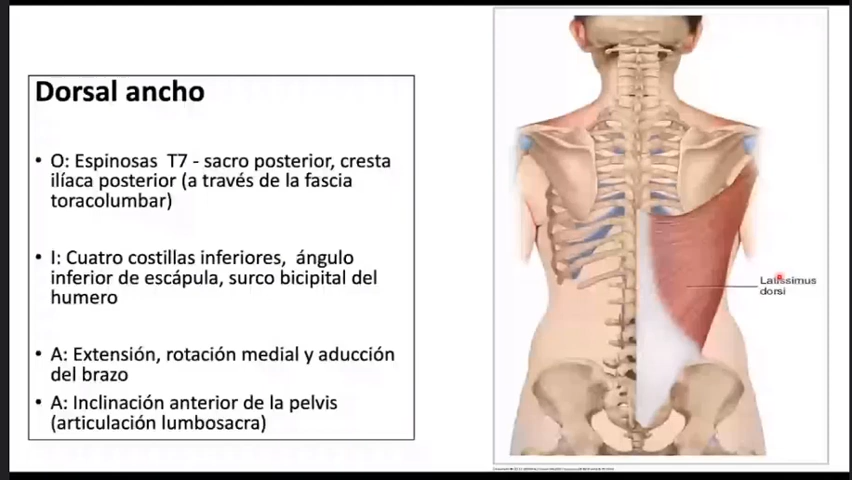 Dorsal ancho
• O: Espinosas T7 - sacro posterior, cresta
ilíaca posterior (a través de la fascia
toracolumbar)
• I: Cuatro costillas inferiores, ángulo
inferior de escápula, surco bicipital del
humero
• A: Extensión, rotación medial y aducción
del brazo
• A: Inclinación anterior de la pelvis
(articulación lumbosacra)
Latissimus
dorsi